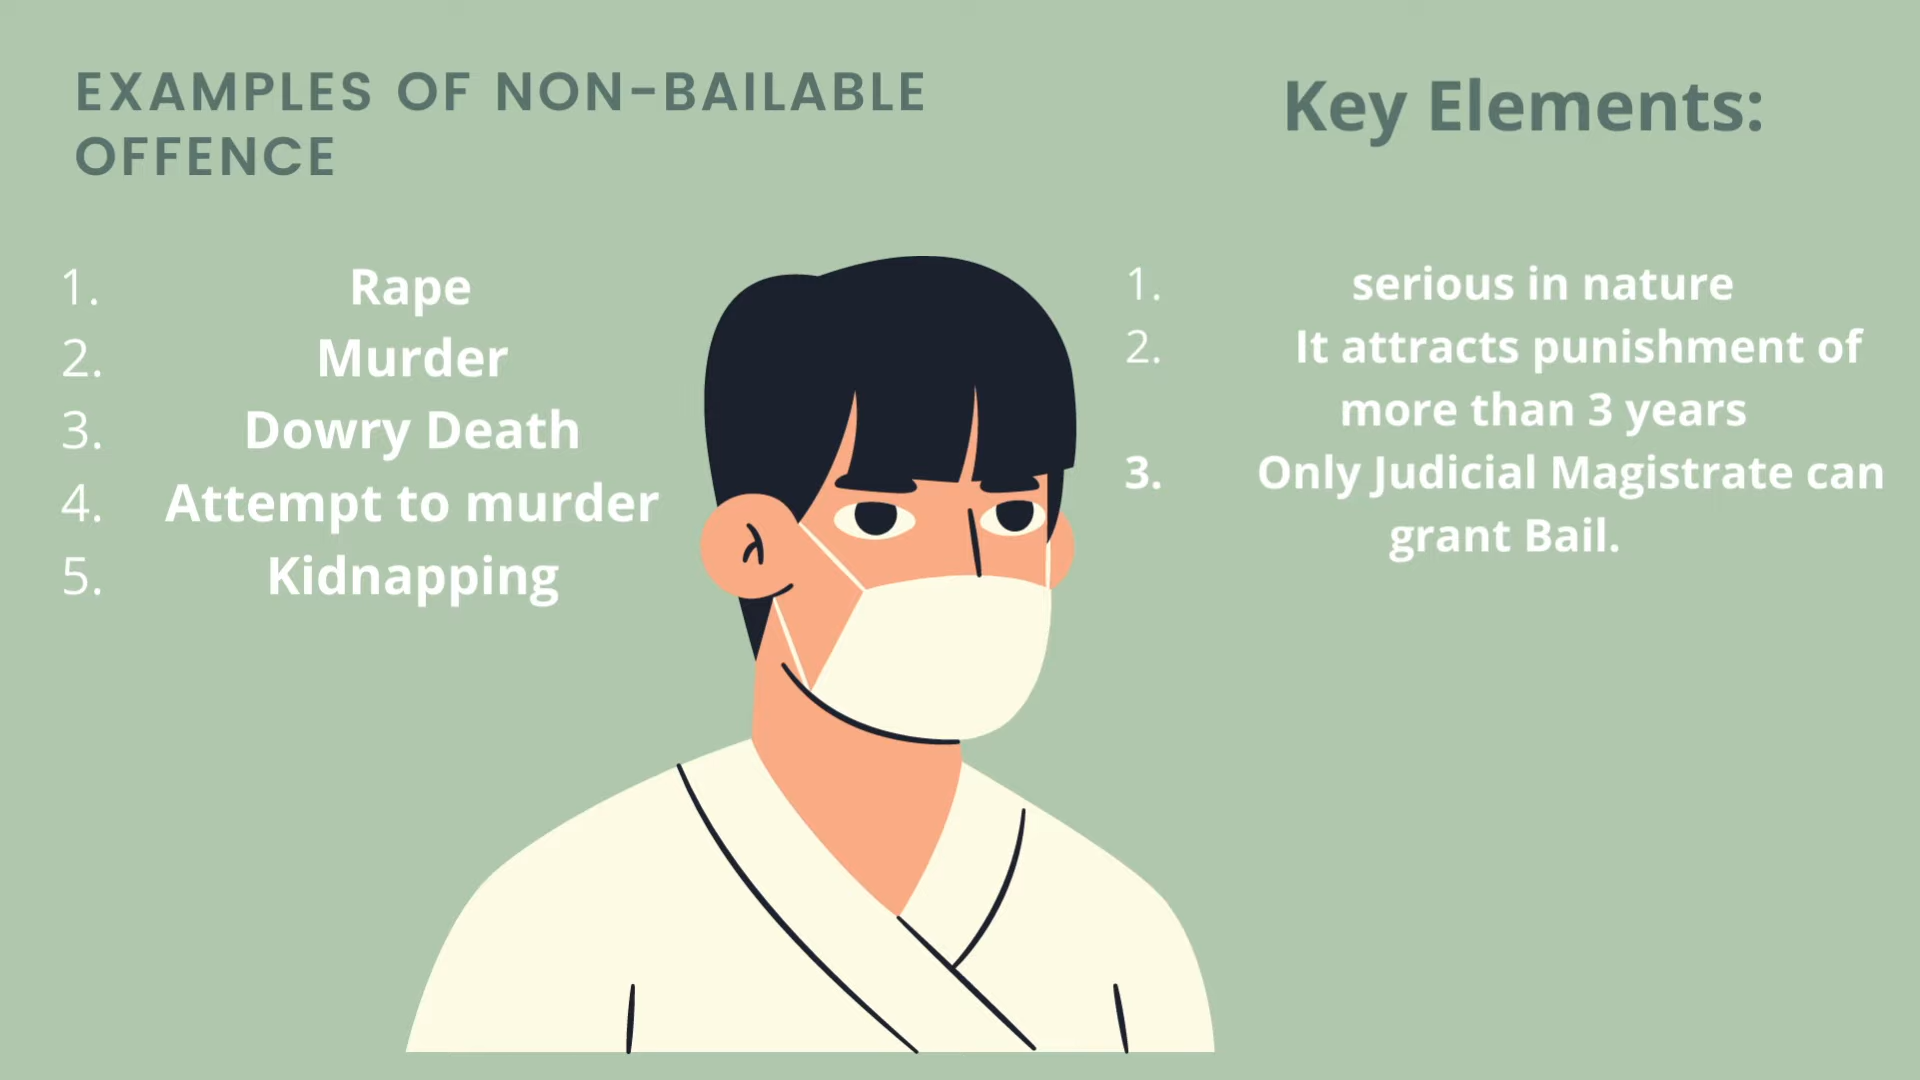 EXAMPLES OF NON-BAILABLE
OFFENCE
1. Rape
2. Murder
3. Dowry Death
4. Attempt to murder
5. Kidnapping
Key Elements:
1. serious in nature
2. It attracts punishment of
more than 3 years
3. Only Judicial Magistrate can
grant Bail.